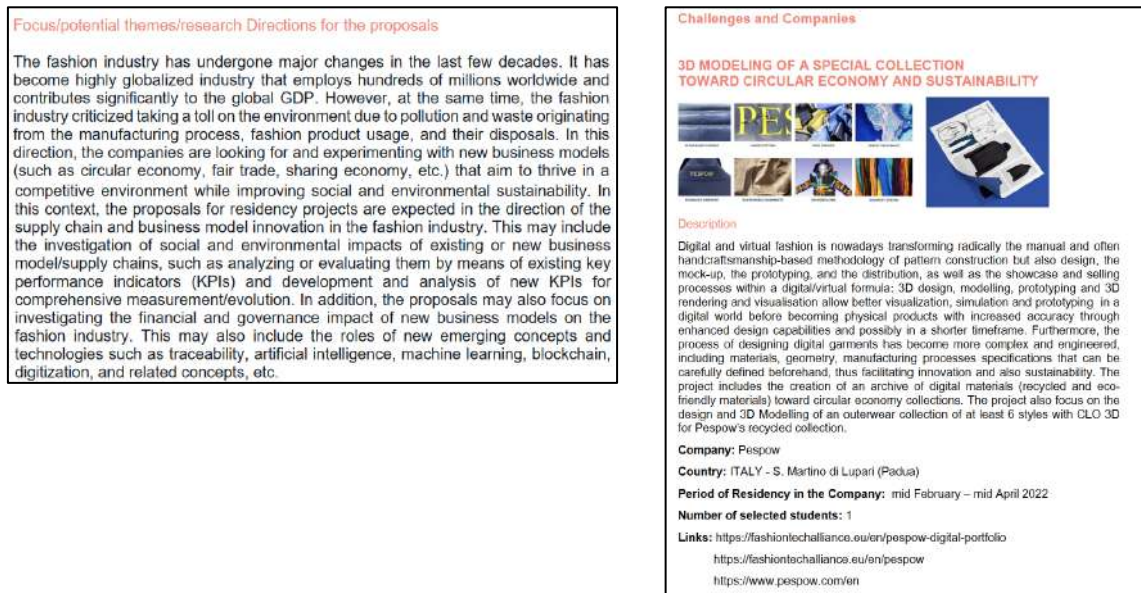 Focus/potential themes/research Directions for the proposals
The fashion industry has undergone major changes in the last few decades. It has
become highly globalized industry that employs hundreds of millions worldwide and
contributes significantly to the global GDP. However, at the same time, the fashion
industry criticized taking a toll on the environment due to pollution and waste originating
from the manufacturing process, fashion product usage, and their disposals. In this
direction, the companies are looking for and experimenting with new business models
(such as circular economy, fair trade, sharing economy, etc.) that aim to thrive in a
competitive environment while improving social and environmental sustainability. In
this context, the proposals for residency projects are expected in the direction of the
supply chain and business model innovation in the fashion industry. This may include
the investigation of social and environmental impacts of existing or new business
model/supply chains, such as analyzing or evaluating them by means of existing key
performance indicators (KPIs) and development and analysis of new KPIs for
comprehensive measurement/evolution. In addition, the proposals may also focus on
investigating the financial and governance impact of new business models on the
fashion industry. This may also include the roles of new emerging concepts and
technologies such as traceability, artificial intelligence, machine learning, blockchain,
digitization, and related concepts, etc.
Challenges and Companies
3D MODELING OF A SPECIAL COLLECTION
TOWARD CIRCULAR ECONOMY AND SUSTAINABILITY
PES
PESPOW
Description
Digital and virtual fashion is nowadays transforming radically the manual and often
handcraftsmanship-based methodology of pattern construction but also design, the
mock-up, the prototyping, and the distribution, as well as the showcase and selling
processes within a digital/virtual formula: 3D design, modelling, prototyping and 3D
rendering and visualisation allow better visualization, simulation and prototyping in a
digital world before becoming physical products with increased accuracy through
enhanced design capabilities and possibly in a shorter timeframe. Furthermore, the
process of designing digital garments has become more complex and engineered,
including materials, geometry, manufacturing processes specifications that can be
carefully defined beforehand, thus facilitating innovation and also sustainability. The
project includes the creation of an archive of digital materials (recycled and eco-
friendly materials) toward circular economy collections. The project also focus on the
design and 3D Modelling of an outerwear collection of at least 6 styles with CLO 3D
for Pespow's recycled collection.
Company: Pespow
Country: ITALY - S. Martino di Lupari (Padua)
Period of Residency in the Company: mid February – mid April 2022
Number of selected students: 1
Links: https://fashiontechalliance.eu/en/pespow-digital-portfolio
https://fashiontechalliance.eu/en/pespow
https://www.pespow.com/en